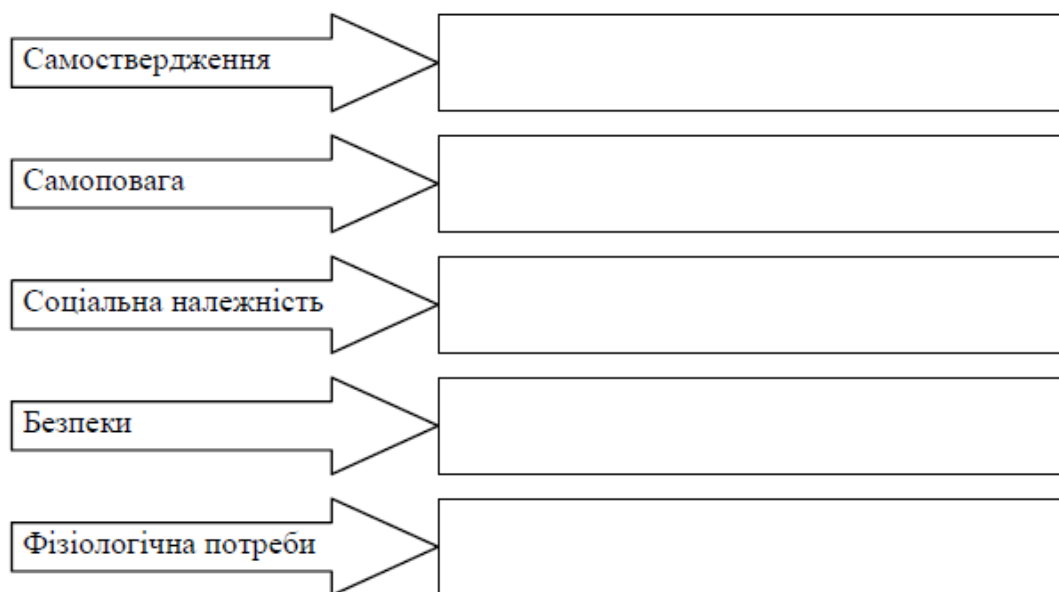 Самоствердження
Самоповага
Соціальна належність
Безпеки
Фізіологічна потреби